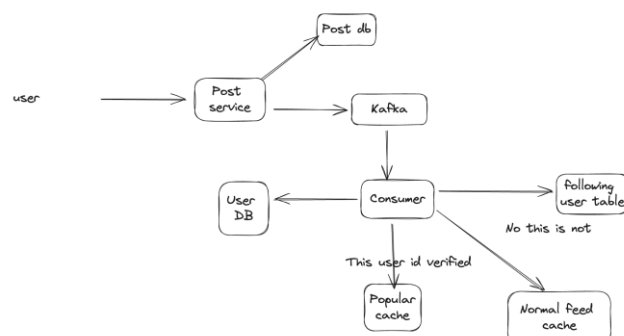 Post db
user
Post
service
Kafka
User
DB
Consumer
following
user table
No this is not
This user id verified
Popular
cache
Normal feed
cache